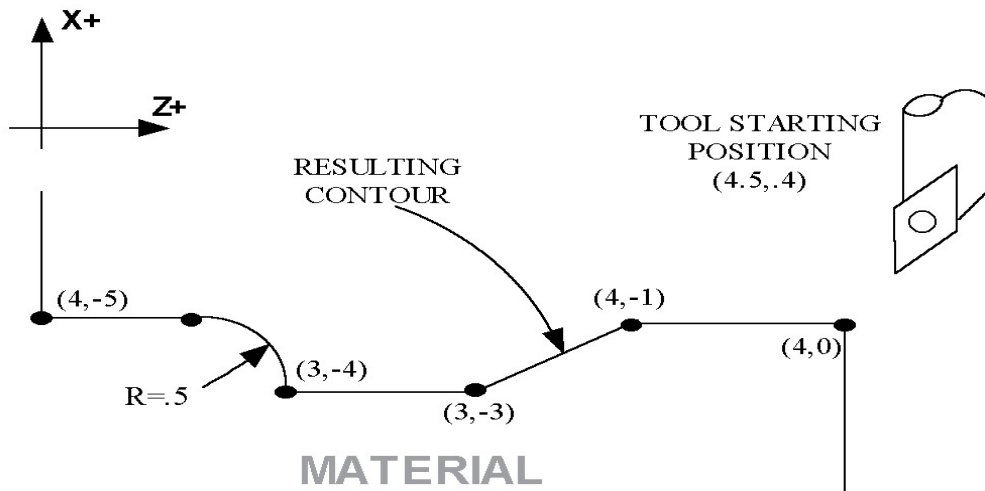 X+
Z+
TOOL STARTING
POSITION
(4.5,.4)
RESULTING
CONTOUR
(4,-5)
(4,-1)
(4,0)
(3,-4)
R=.5
(3,-3)
MATERIAL